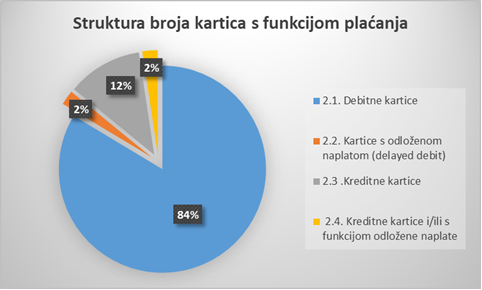 Struktura broja kartica s funkcijom plaćanja
2%
12%
2%
84%
2.1. Debitne kartice
2.2. Kartice s odloženom
naplatom (delayed debit)
2.3 .Kreditne kartice
2.4. Kreditne kartice i/ili s
funkcijom odložene naplate